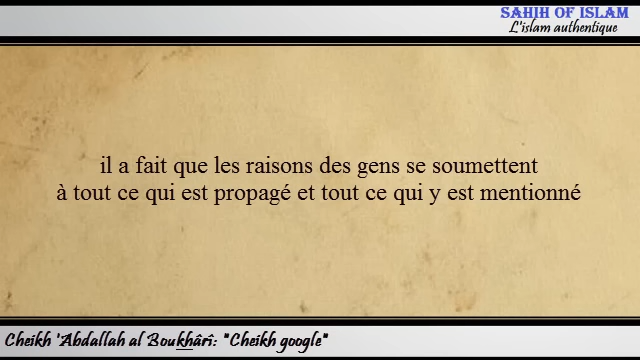 SAHIH OF ISLAM
L'islam authentique
il a fait que les raisons des gens se soumettent
à tout ce qui est propagé et tout ce qui y est mentionné
Cheikh 'Abdallah al Boukhârî: "Cheikh google"